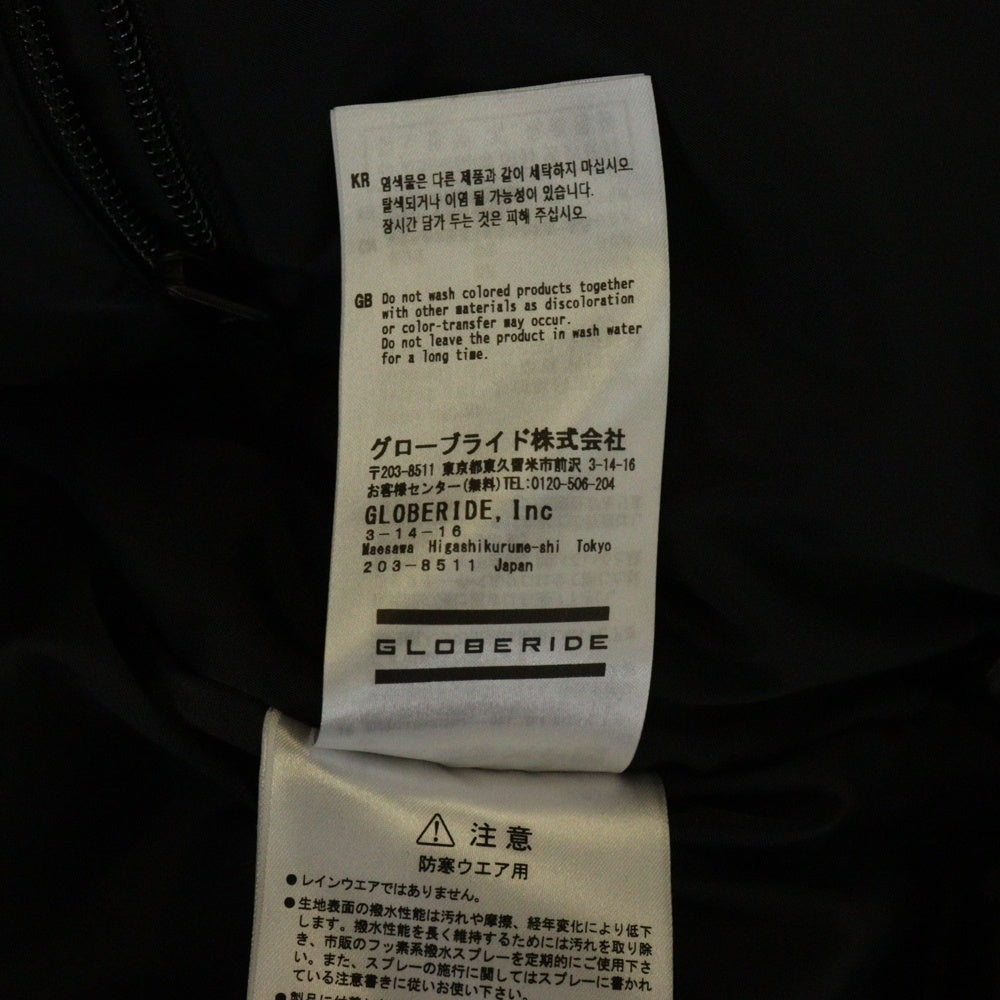 KR 염색물은 다른 제품과 같이 세탁하지 마십시오.
탈색되거나 이염 될 가능성이 있습니다.
장시간 담가 두는 것은 피해 주십시오.
GB Do not wash colored products together
with other materials as discoloration
or color-transfer may occur.
Do not leave the product in wash water
for a long time.
グローブライド株式会社
〒203-8511 東京都東久留米市前沢 3-14-16
お客様センター(無料)TEL:0120-506-204
GLOBERIDE, Inc
3-14-16
Maesawa Higashikurume-shi Tokyo
203-8511 Japan
GLOBERIDE
注意
防寒ウエア用
●レインウエアではありません。
●生地表面の撥水性能は汚れや摩擦、経年変化により低下
します。撥水性能を長く維持するためには汚れを取り除
き、市販のフッ素系撥水スプレーを定期的にご使用下さ
い。また、スプレーの施行に関してはスプレーに書かれ
ている注意書きに従いお使い下さい。